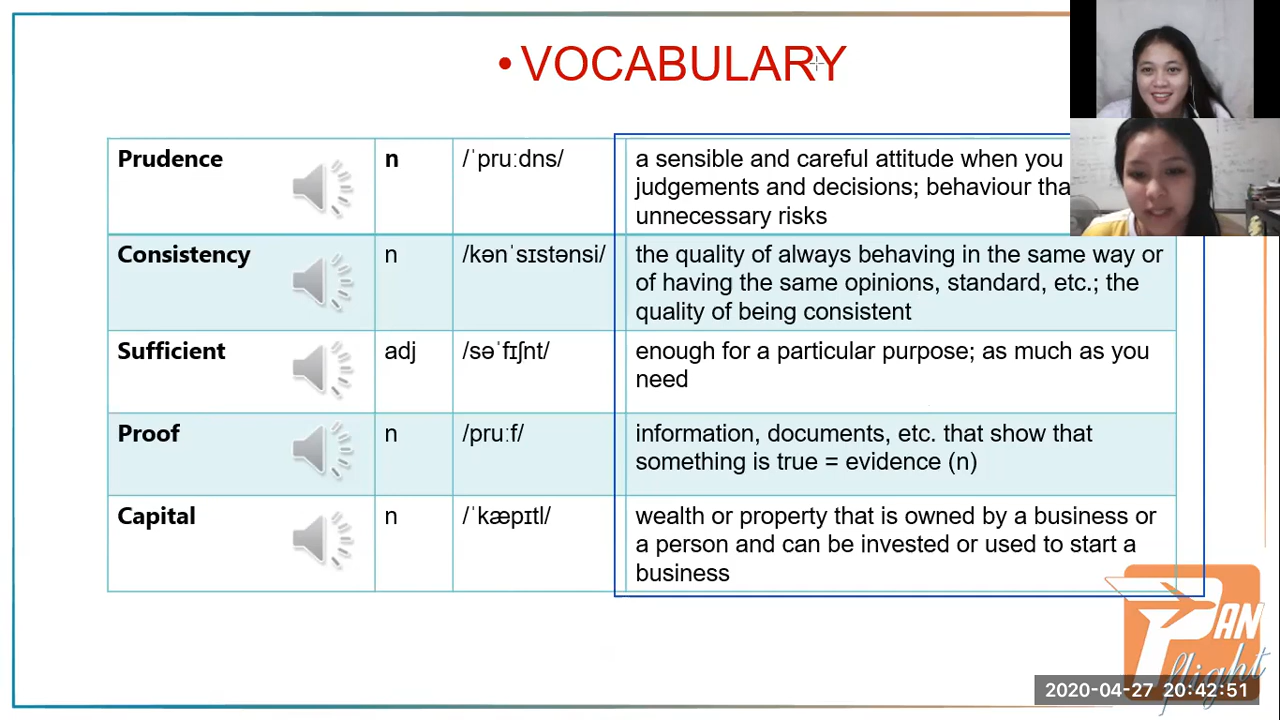 • VOCABULARY
Prudence n /ˈpruːdns/ a sensible and careful attitude when you
judgements and decisions; behaviour
unnecessary risks
Consistency n /kənˈsɪstənsi/ the quality of always behaving in the same way or
of having the same opinions, standard, etc.; the
quality of being consistent
Sufficient adj /səˈfɪʃnt/ enough for a particular purpose; as much as you
need
Proof n /pruːf/ information, documents, etc. that show that
something is true = evidence (n)
Capital n /ˈkæpɪtl/ wealth or property that is owned by a business or
a person and can be invested or used to start a
business
PAN
flight
2020-04-27 20:42:51